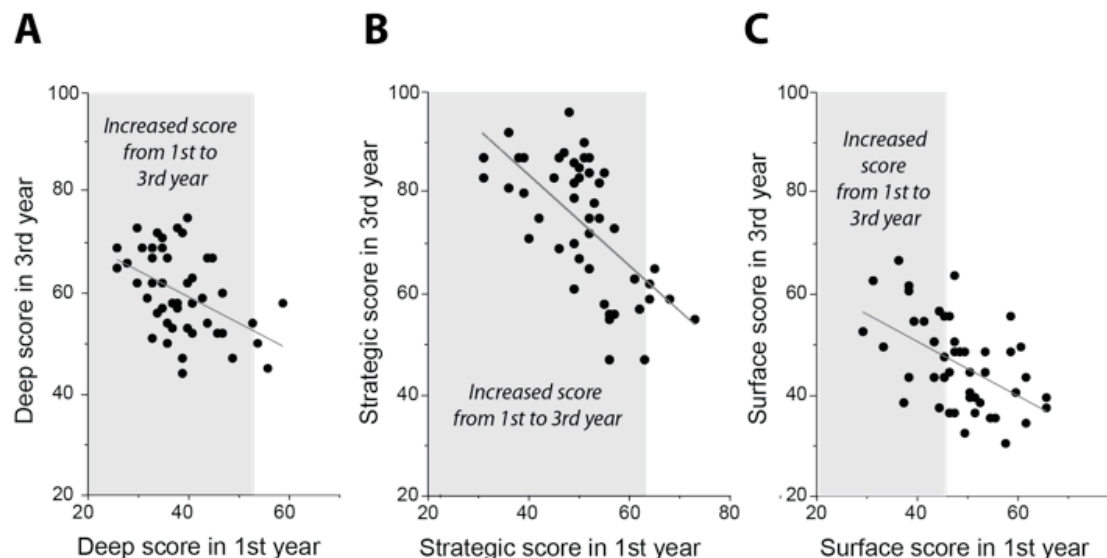 A
B
C
100
80
60
40
20
Deep score in 3rd year
Increased score
from 1st to
3rd year
20
40
60
Deep score in 1st year
100
80
60
40
20
Strategic score in 3rd year
Increased score
from 1st to 3rd year
20
40
60
80
Strategic score in 1st year
100
80
60
40
20
Surface score in 3rd year
Increased
score
from 1st to
3rd year
20
40
60
Surface score in 1st year